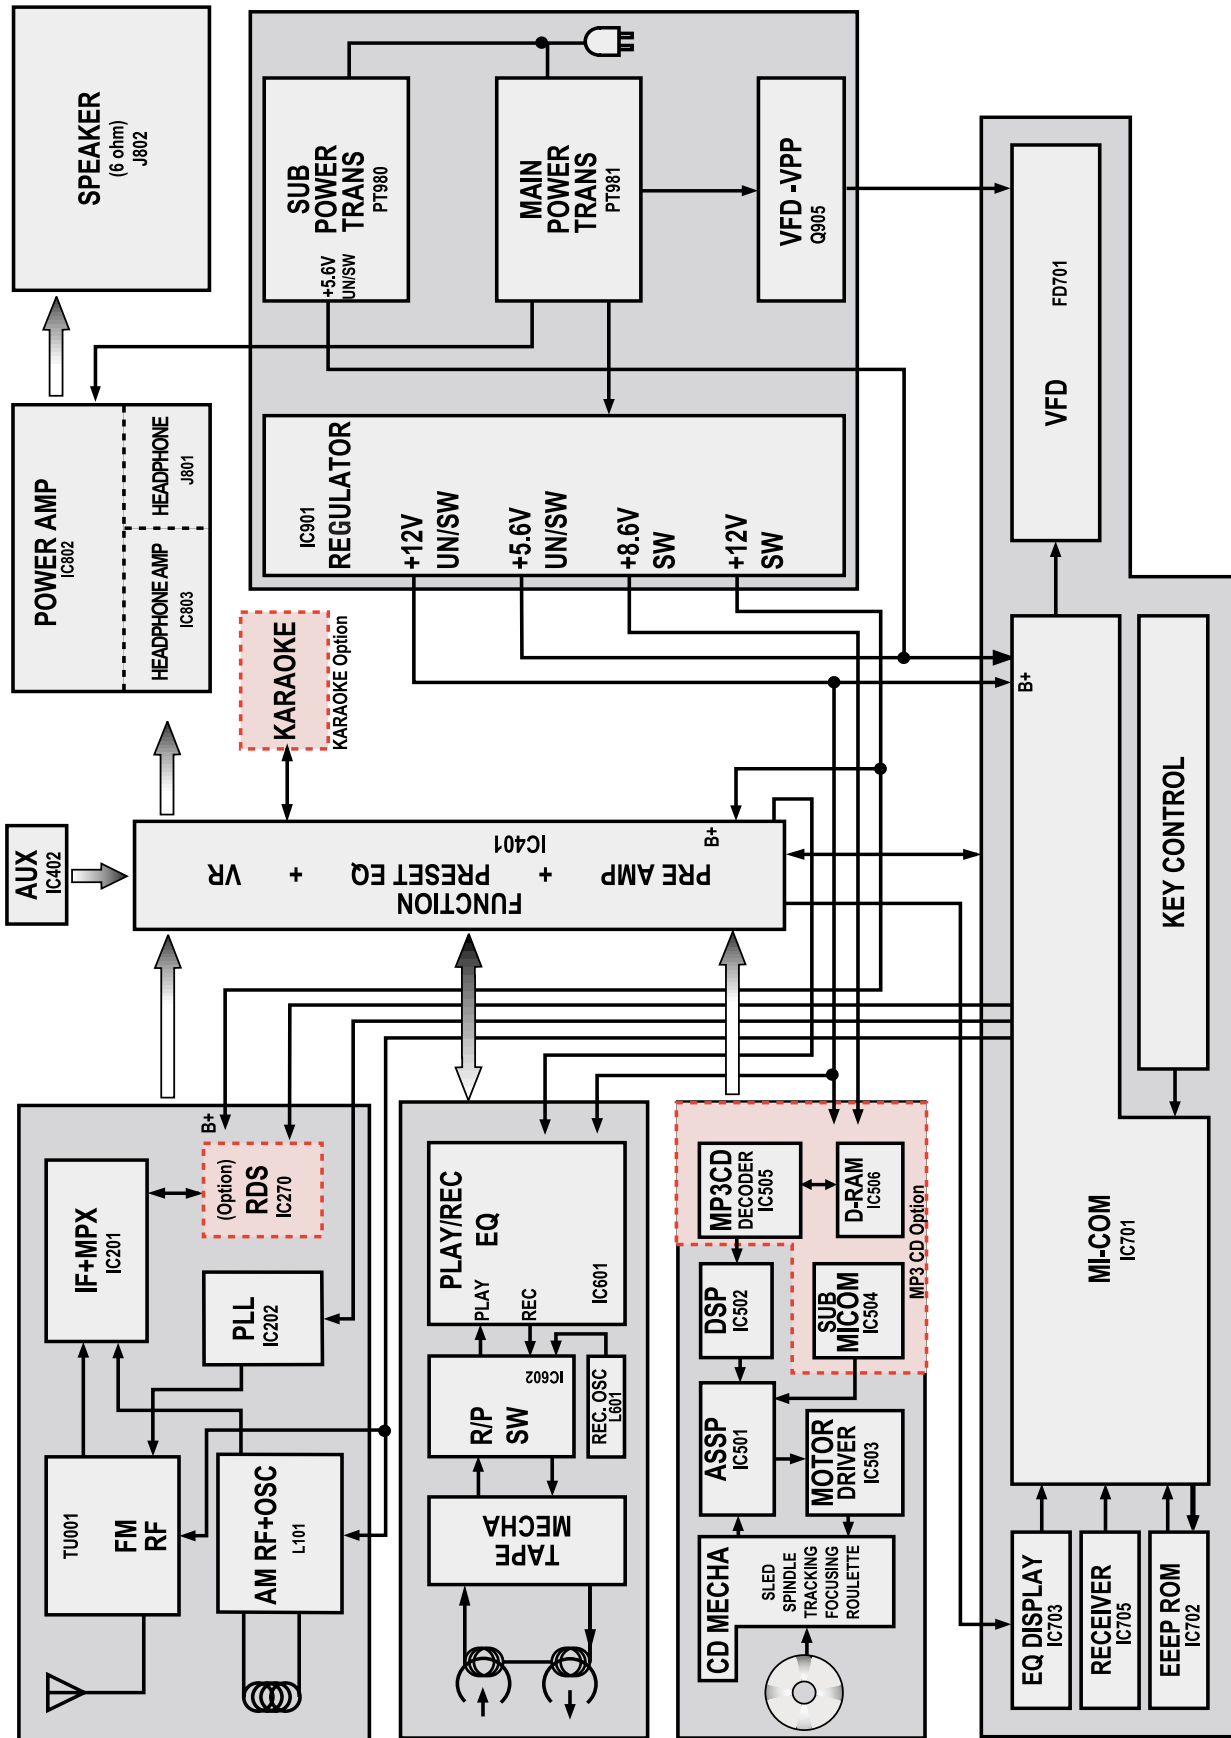 SPEAKER
(6 ohm)
J802
POWER AMP
IC802
HEADPHONE AMP
IC803
HEADPHONE
J801
AUX
IC402
SUB
POWER
TRANS
PT980
+5.6V
UN/SW
MAIN
POWER
TRANS
PT981
VFD -VPP
Q905
IC901
REGULATOR
+12V
UN/SW
+5.6V
UN/SW
+8.6V
SW
+12V
SW
KARAOKE
KARAOKE Option
FUNCTION
PRE AMP + PRESET EQ + VR
IC401
B+
IF+MPX
IC201
(Option)
RDS
IC270
B+
PLL
IC202
TU001
FM
RF
AM RF+OSC
L101
PLAY/REC
EQ
PLAY
REC
IC601
R/P
SW
IC602
REC. OSC
L601
TAPE
MECHA
MP3CD
DECODER
IC505
D-RAM
IC506
MP3 CD Option
DSP
IC502
SUB
MICOM
IC504
ASSP
IC501
MOTOR
DRIVER
IC503
CD MECHA
SLED
SPINDLE
TRACKING
FOCUSING
ROULETTE
VFD
FD701
B+
MI-COM
IC701
KEY CONTROL
EQ DISPLAY
IC703
RECEIVER
IC705
EEEP ROM
IC702